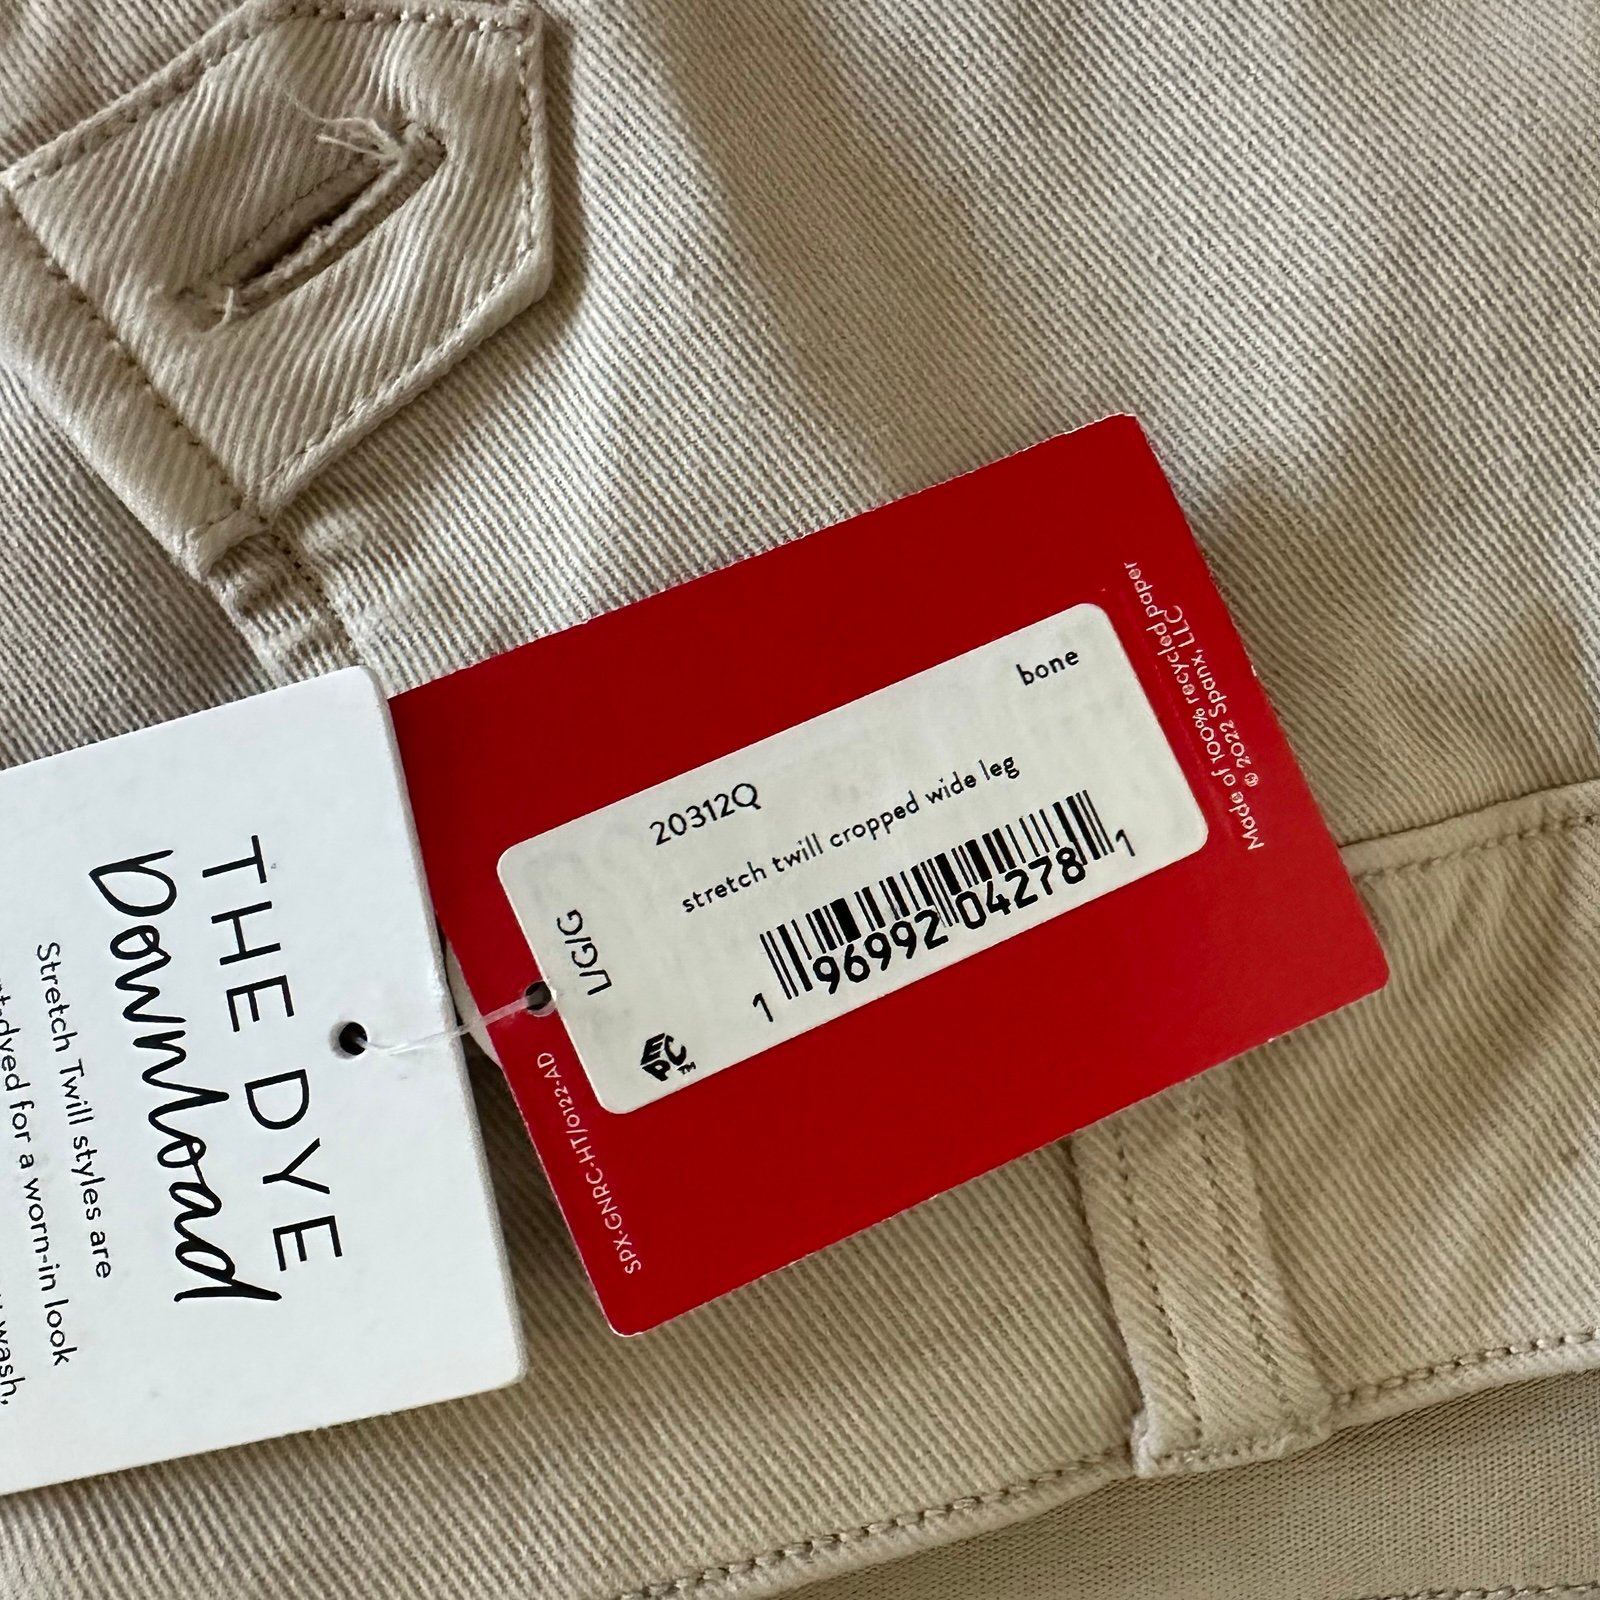 THE DYE
Download
Stretch Twill styles are
dyed for a worn-in look
wash,
20312Q
bone
stretch twill cropped wide leg
L/G/G
1 96992 04278 1
EPC™
SPX-GNRC-HT/0122-AD
Made of 100% recycled paper
© 2022 Spanx, LLC